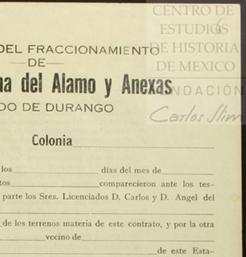 CENTRO DE
ESTUDIOS
DE HISTORIA
DE MEXICO
FUNDACIÓN
Carlos Slim
6
DEL FRACCIONAMIENTO
—DE—
na del Alamo y Anexas
DO DE DURANGO
Colonia
los días del mes de
tos comparecieron ante los tes-
parte los Sres. Licenciados D. Carlos y D. Angel del
de los terrenos materia de este contrato, y por la otra
vecino de
de este Esta-